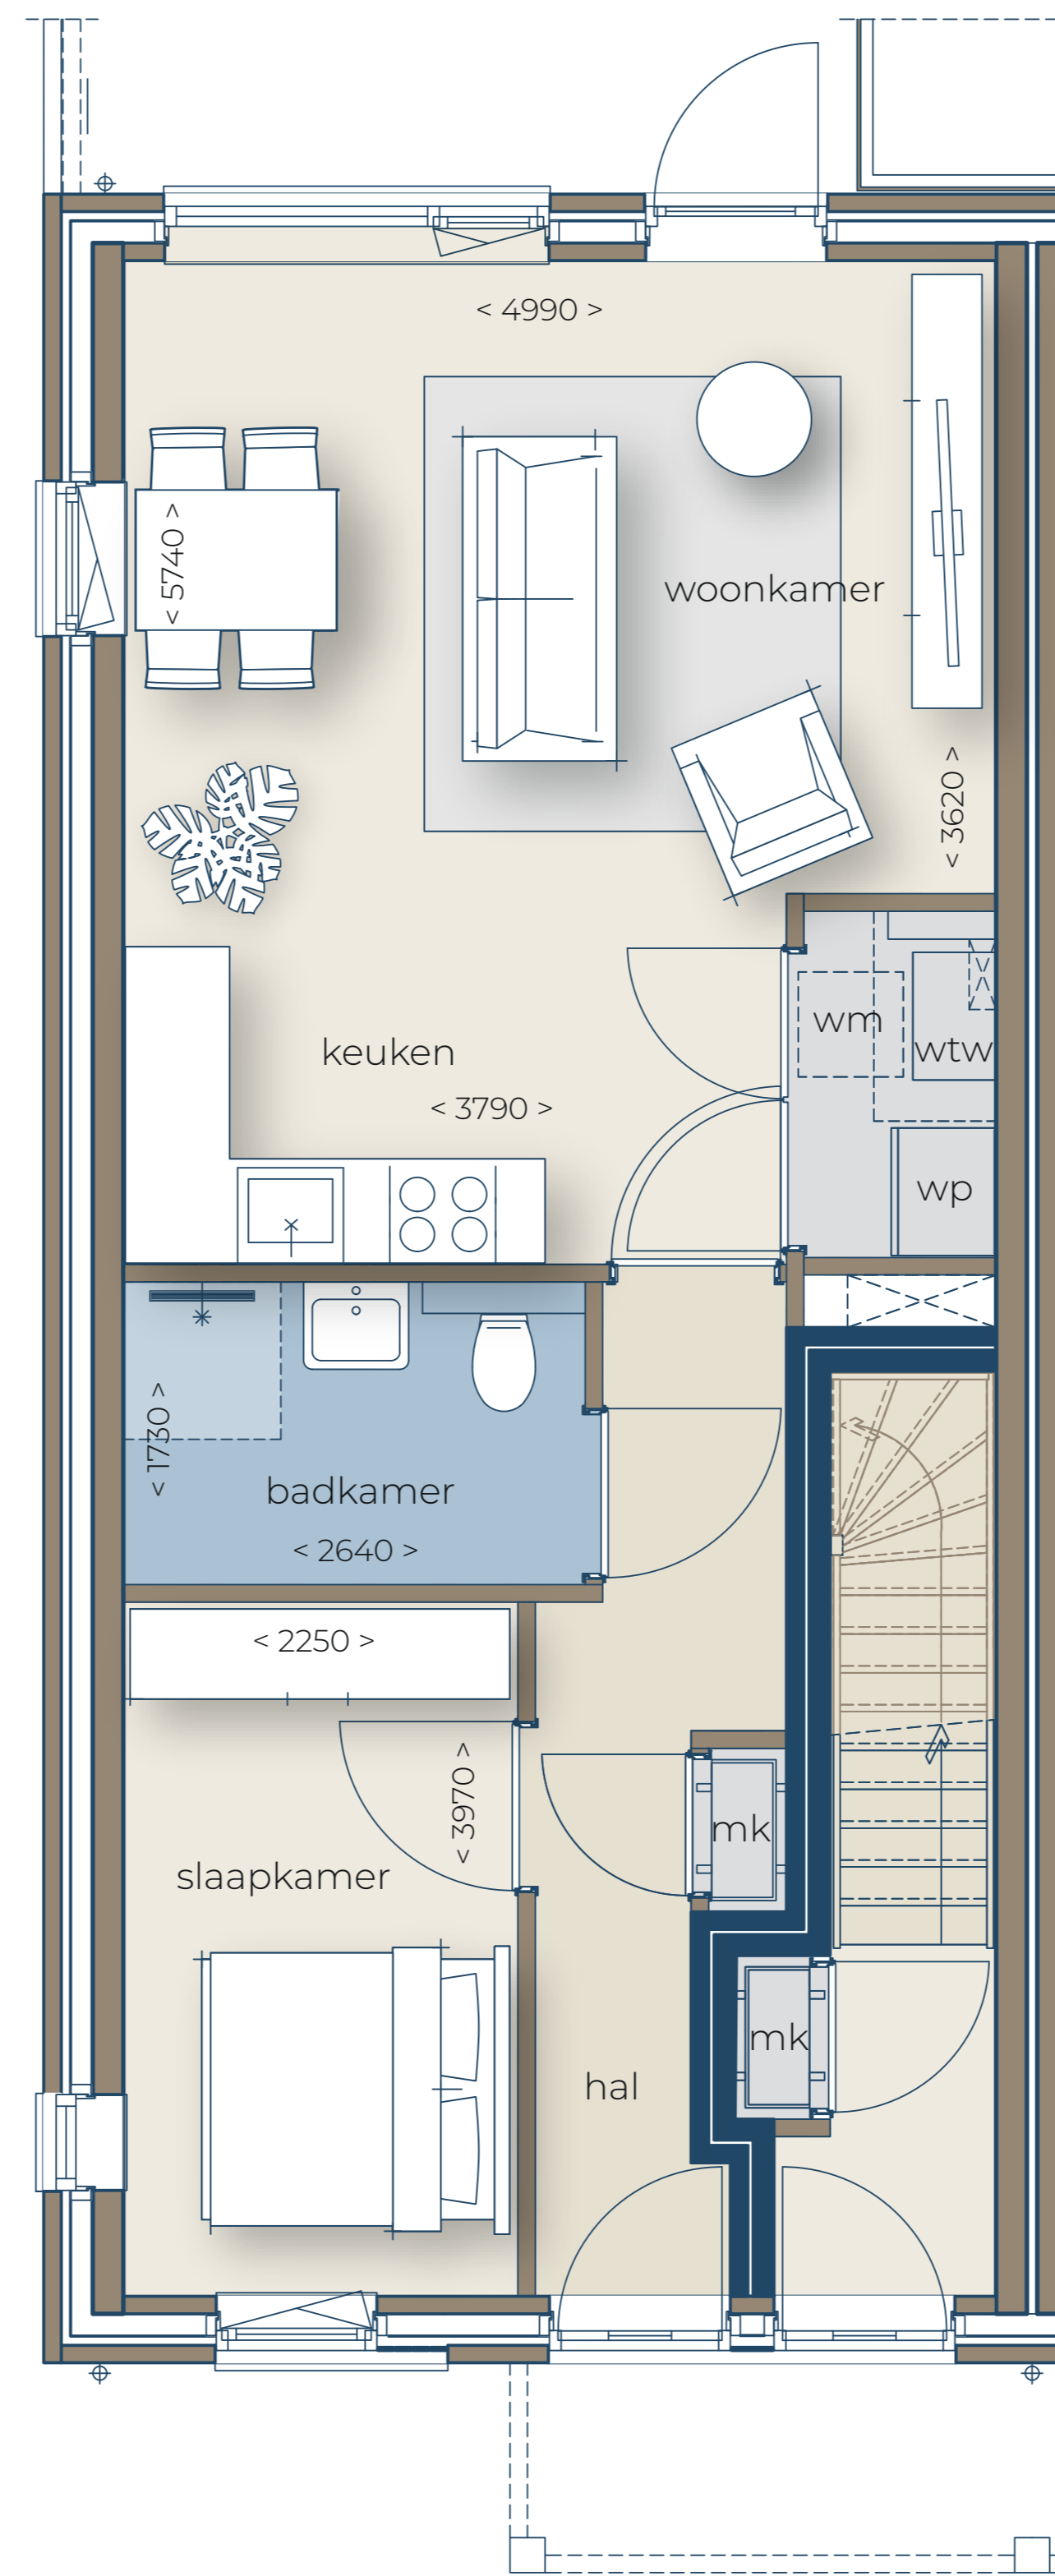 < 4990 >
< 5740 >
woonkamer
< 3620 >
wm
wtw
keuken
< 3790 >
wp
< 1730 >
badkamer
< 2640 >
< 2250 >
< 3970 >
mk
slaapkamer
mk
hal